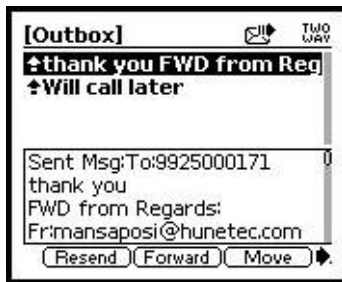 [Outbox]
TWO
WAY
thank you FWD from Reg
Will call later
Sent Msg:To:9925000171
thank you
FWD from Regards:
Fr:mansaposi@hunetec.com
Resend Forward Move